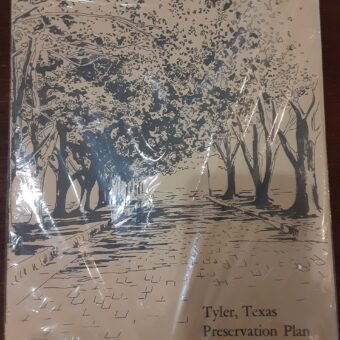 Tyler, Texas
Preservation Plan